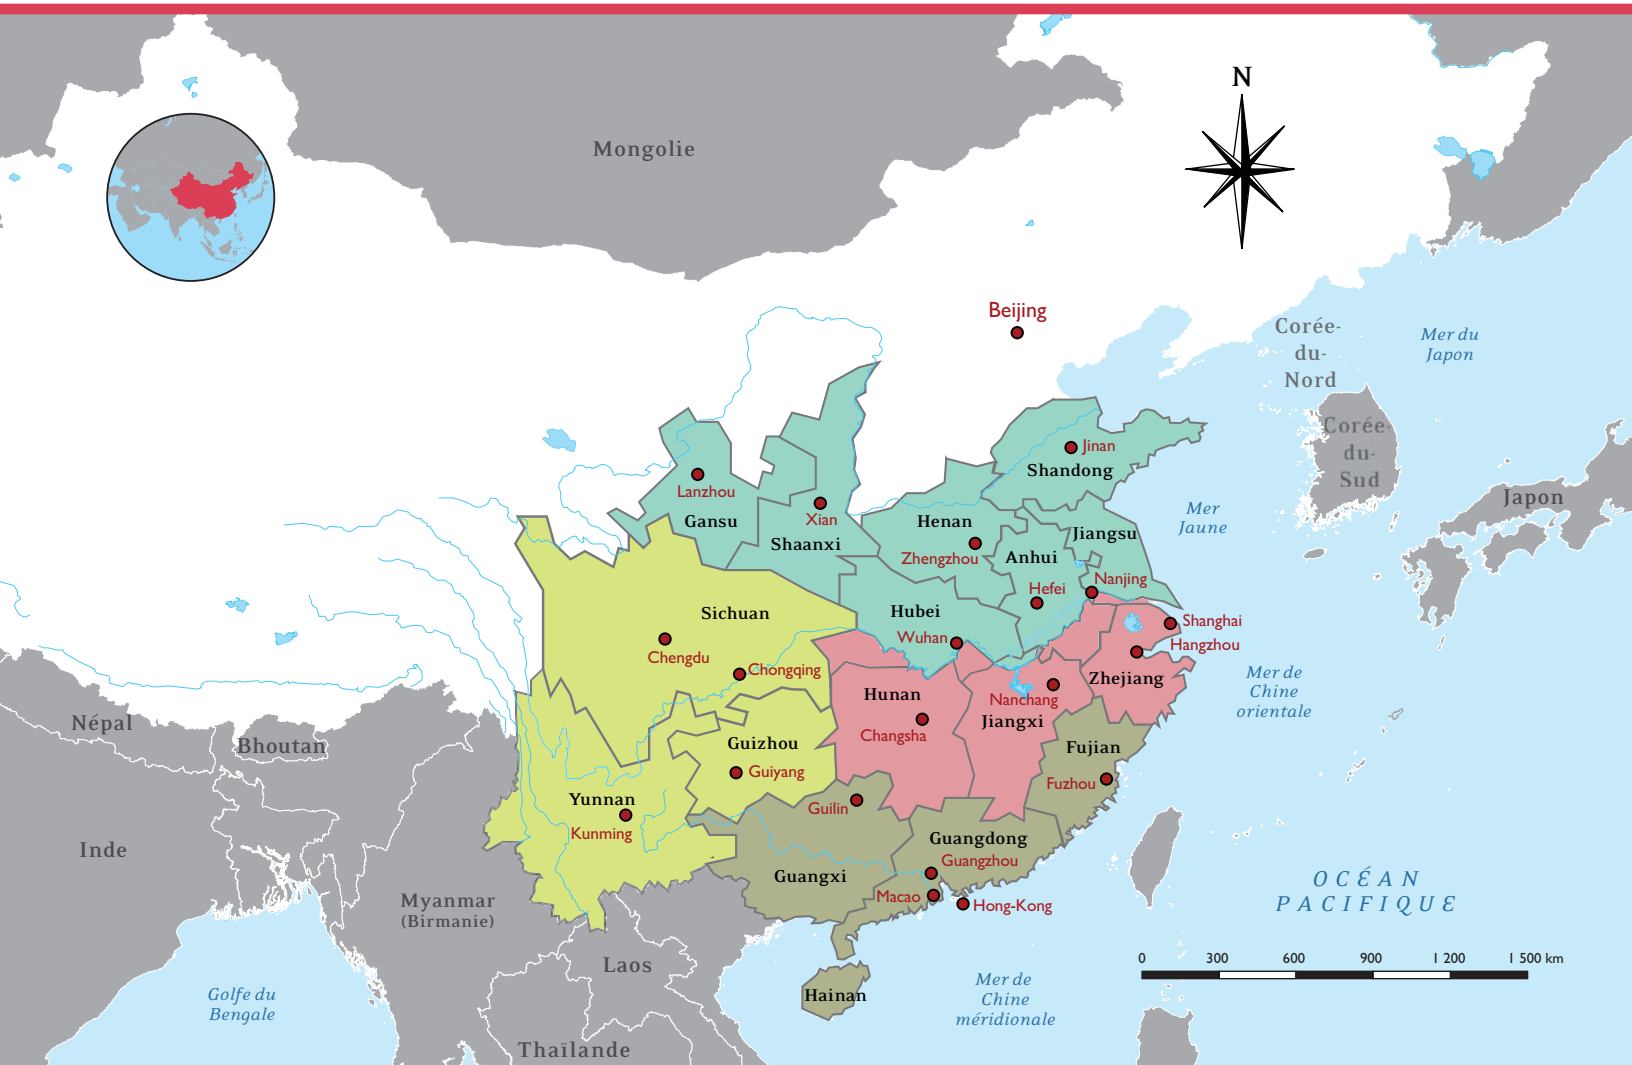 N
Mongolie
Beijing
Corée-
du-
Nord
Mer du
Japon
Corée-
du-
Sud
Japon
Mer
Jaune
Jinan
Shandong
Lanzhou
Gansu
Xian
Shaanxi
Henan
Zhengzhou
Jiangsu
Anhui
Nanjing
Hefei
Hubei
Wuhan
Shanghai
Hangzhou
Zhejiang
Sichuan
Chengdu
Chongqing
Mer de
Chine
orientale
Hunan
Changsha
Nanchang
Jiangxi
Népal
Bhoutan
Guizhou
Guiyang
Fujian
Fuzhou
Yunnan
Kunming
Guilin
Guangdong
Guangzhou
Guangxi
Macao
Hong-Kong
Inde
Myanmar
(Birmanie)
OCÉAN
PACIFIQUE
Laos
0 300 600 900 1 200 1 500 km
Hainan
Golfe du
Bengale
Mer de
Chine
méridionale
Thaïlande